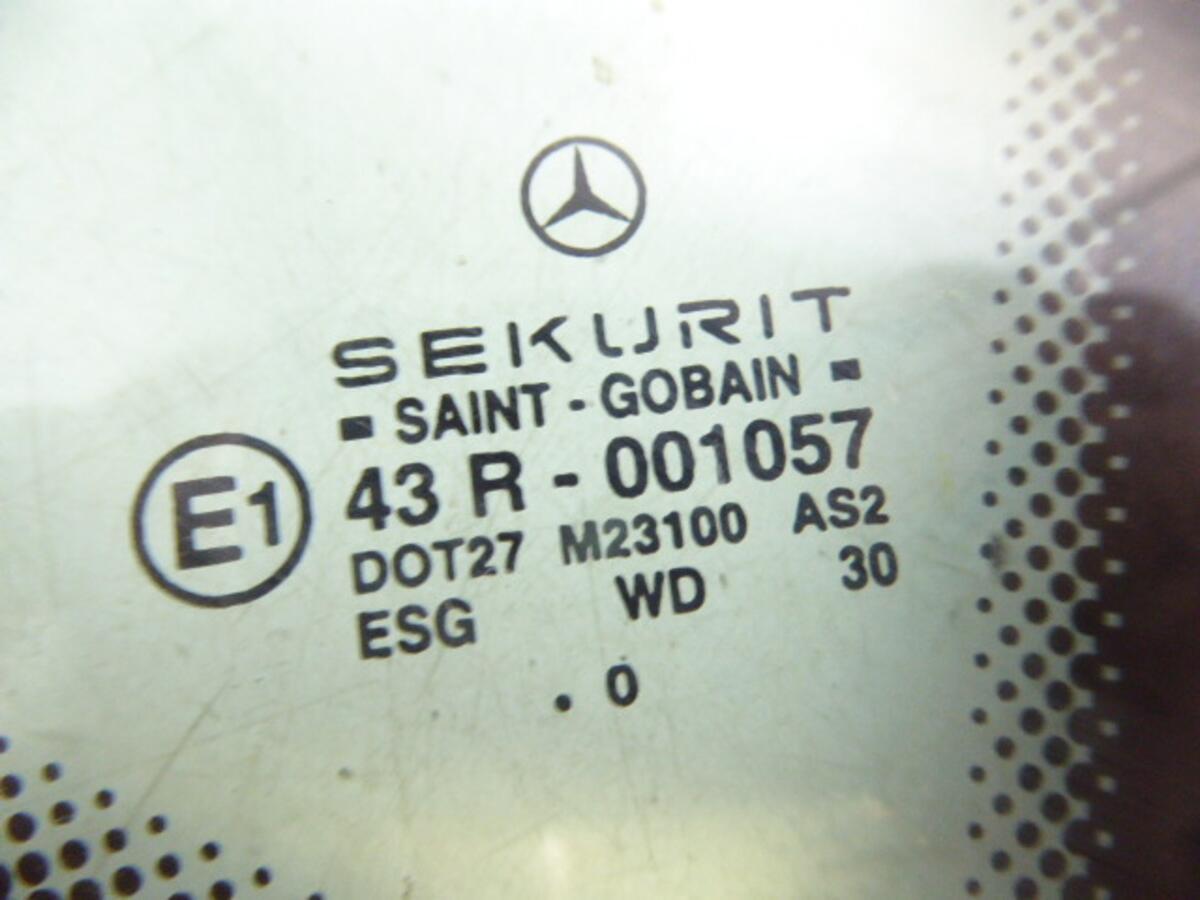 SEKURIT
SAINT-GOBAIN
E1
43 R - 001057
DOT27 M23100 AS2
ESG WD 30
. 0